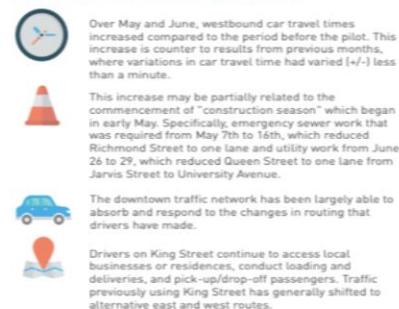 Over May and June, westbound car travel times
increased compared to the period before the pilot. This
increase is counter to results from previous months,
where variations in car travel time had varied (+/-) less
than a minute.
This increase may be partially related to the
commencement of "construction season" which began
in early May. Specifically, emergency sewer work that
was required from May 7th to 16th, which reduced
Richmond Street to one lane and utility work from June
26 to 29, which reduced Queen Street to one lane from
Jarvis Street to University Avenue.
The downtown traffic network has been largely able to
absorb and respond to the changes in routing that
drivers have made.
Drivers on King Street continue to access local
businesses or residences, conduct loading and
deliveries, and pick-up/drop-off passengers. Traffic
previously using King Street has generally shifted to
alternative east and west routes.